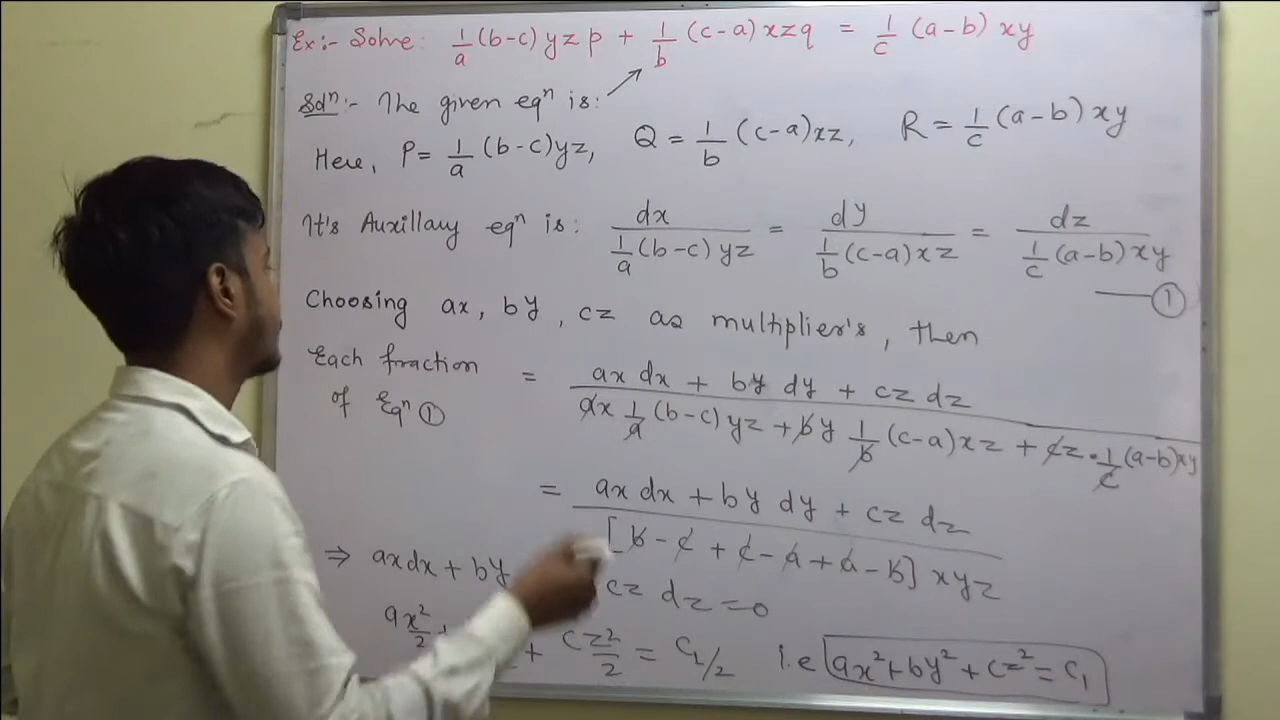 Ex:- Solve: 1/a (b-c) yz p + 1/b (c-a) xzq = 1/c (a-b) xy
Solⁿ:- The given eqⁿ is: ↗
Here, P = 1/a (b-c)yz, Q = 1/b (c-a)xz, R = 1/c (a-b) xy
It's Auxillary eqⁿ is: dx / 1/a (b-c) yz = dy / 1/b (c-a) xz = dz / 1/c (a-b) xy —①
Choosing ax, by, cz as multiplier's, then
Each fraction of Eqⁿ ① = ax dx + by dy + cz dz / ax 1/a (b-c) yz + by 1/b (c-a) xz + cz · 1/c (a-b) xy
= ax dx + by dy + cz dz / [b - c + c - a + a - b] xyz
⇒ ax dx + by cz dz = 0
ax²/2 + + cz²/2 = c₁/2 i.e ax² + by² + cz² = c₁